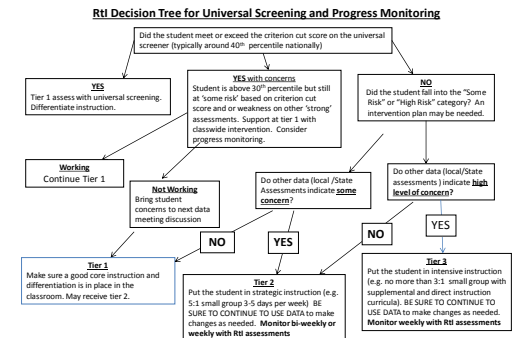 RtI Decision Tree for Universal Screening and Progress Monitoring
Did the student meet or exceed the criterion cut score on the universal
screener (typically around 40th percentile nationally)
YES
Tier 1 assess with universal screening.
Differentiate instruction.
YES with concerns
Student is above 30th percentile but still
at 'some risk' based on criterion cut
score and or weakness on other 'strong'
assessments. Support at tier 1 with
classwide intervention. Consider
progress monitoring.
NO
Did the student fall into the "Some
Risk" or "High Risk" category? An
intervention plan may be needed.
Working
Continue Tier 1
Not Working
Bring student
concerns to next data
meeting discussion
Do other data (local /State
Assessments indicate some
concern?
Do other data (local/State
assessments ) indicate high
level of concern?
NO
YES
NO
YES
Tier 1
Make sure a good core instruction and
differentiation is in place in the
classroom. May receive tier 2.
Tier 2
Put the student in strategic instruction (e.g.
5:1 small group 3-5 days per week) BE
SURE TO CONTINUE TO USE DATA to make
changes as needed. Monitor bi-weekly or
weekly with RtI assessments
Tier 3
Put the student in intensive instruction
(e.g. no more than 3:1 small group with
supplemental and direct instruction
curricula). BE SURE TO CONTINUE TO
USE DATA to make changes as needed.
Monitor weekly with RtI assessments